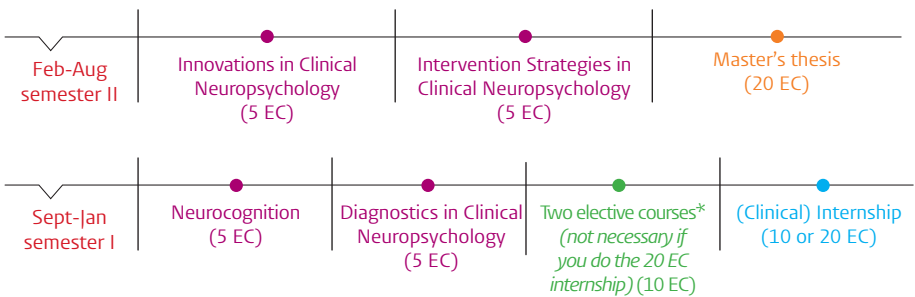 Feb-Aug
semester II
Innovations in Clinical
Neuropsychology
(5 EC)
Intervention Strategies in
Clinical Neuropsychology
(5 EC)
Master's thesis
(20 EC)
Sept-Jan
semester I
Neurocognition
(5 EC)
Diagnostics in Clinical
Neuropsychology
(5 EC)
Two elective courses*
(not necessary if
you do the 20 EC
internship) (10 EC)
(Clinical) Internship
(10 or 20 EC)